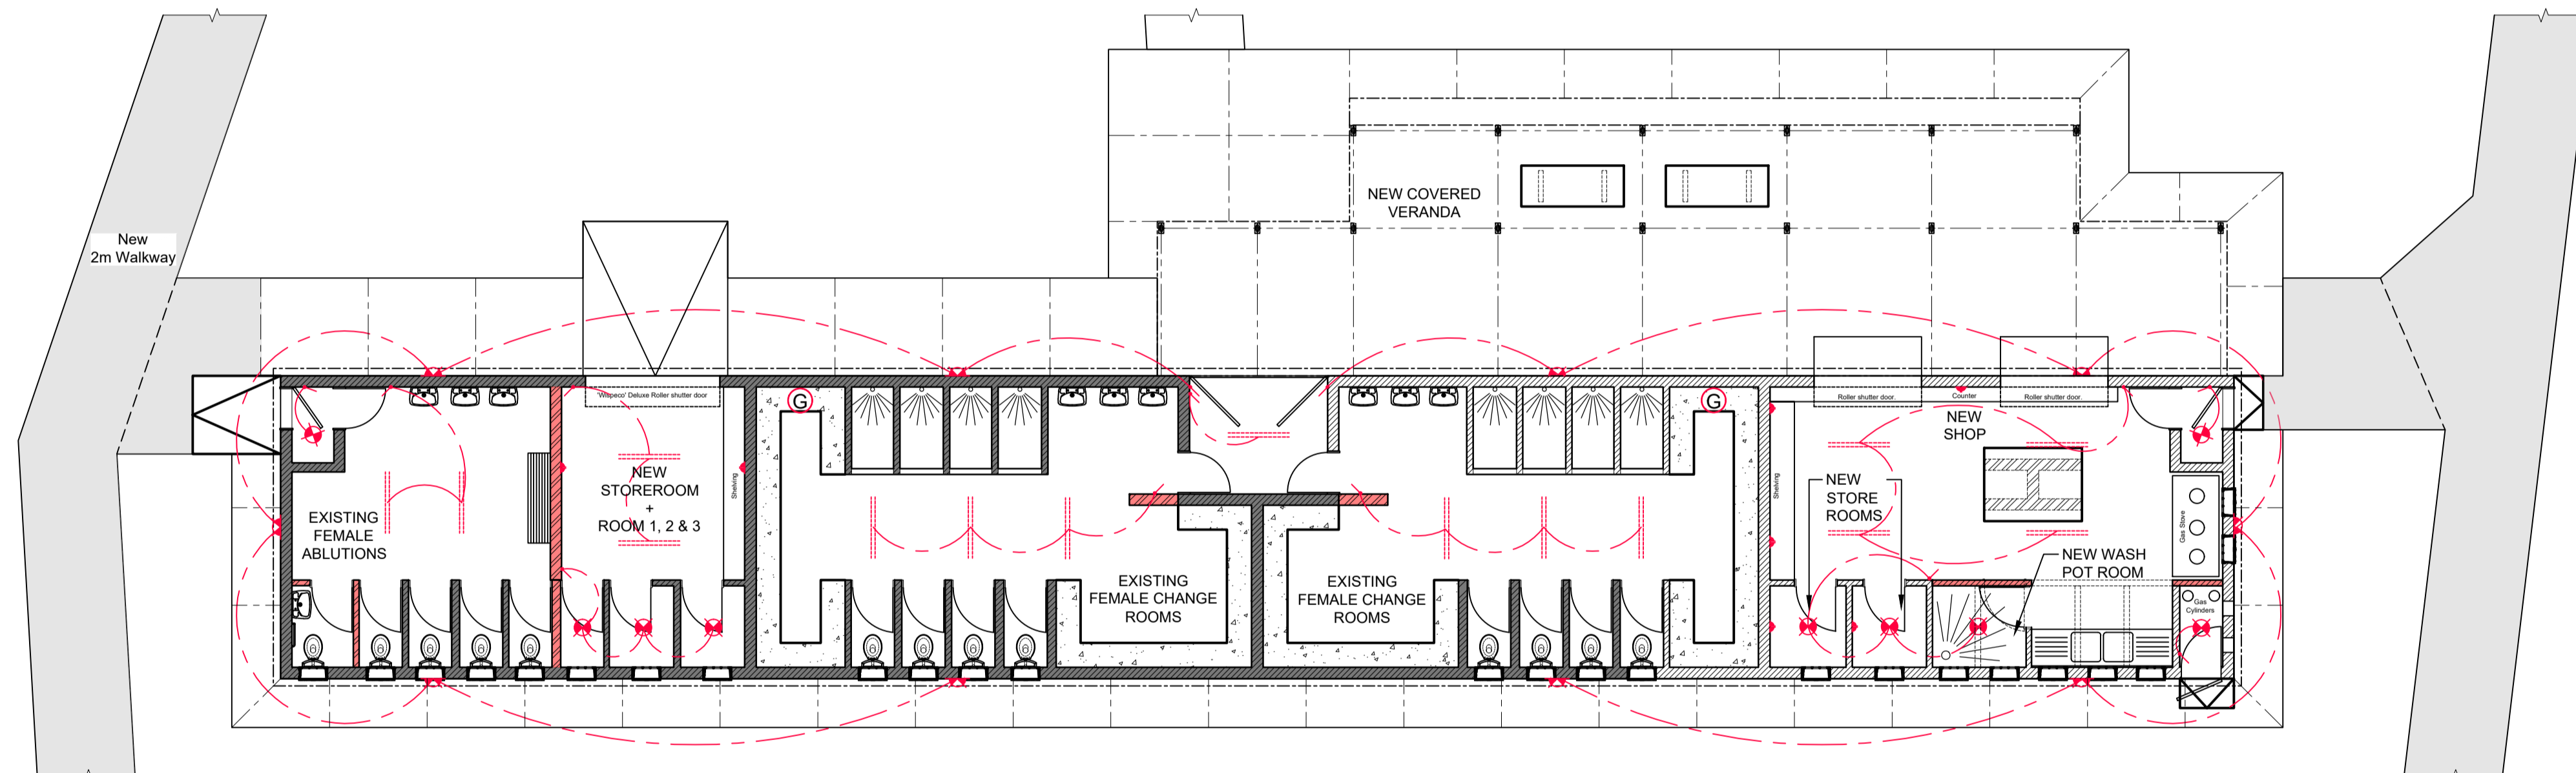 New
2m Walkway
NEW COVERED
VERANDA
'Wispeco' Deluxe Roller shutter door
EXISTING
FEMALE
ABLUTIONS
NEW
STOREROOM
+
ROOM 1, 2 & 3
Shelving
G
EXISTING
FEMALE CHANGE
ROOMS
EXISTING
FEMALE CHANGE
ROOMS
G
Shelving
Roller shutter door.
Counter
Roller shutter door.
NEW
SHOP
NEW
STORE
ROOMS
NEW WASH
POT ROOM
Gas Stove
Gas
Cylinders